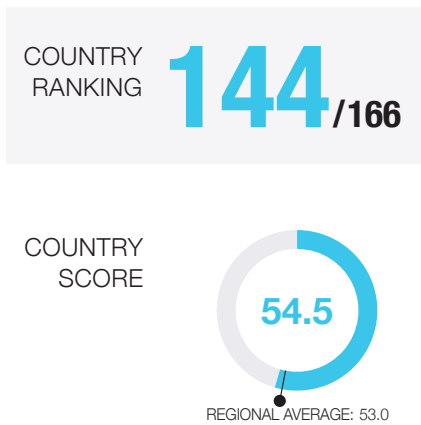 COUNTRY
RANKING
144/166
COUNTRY
SCORE
54.5
REGIONAL AVERAGE: 53.0